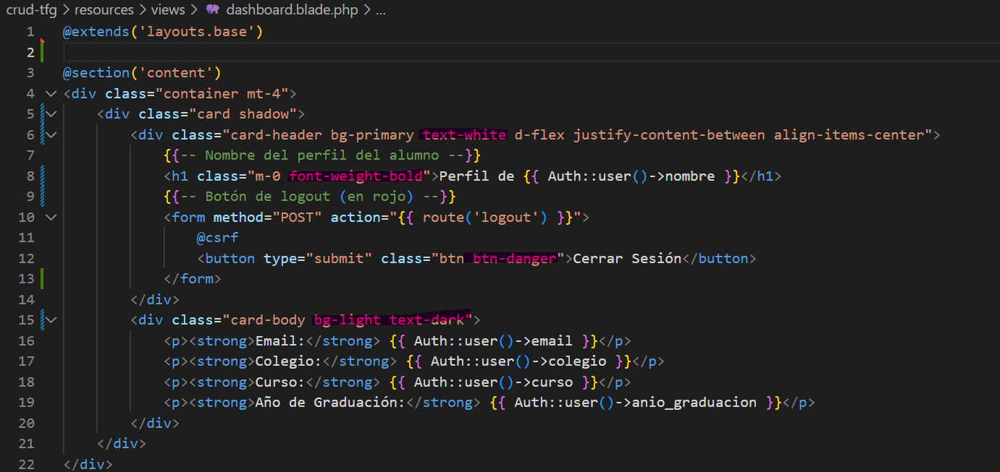 crud-tfg > resources > views > dashboard.blade.php > ...
1 @extends('layouts.base')
2
3 @section('content')
4 <div class="container mt-4">
5 <div class="card shadow">
6 <div class="card-header bg-primary text-white d-flex justify-content-between align-items-center">
7 {{-- Nombre del perfil del alumno --}}
8 <h1 class="m-0 font-weight-bold">Perfil de {{ Auth::user()->nombre }}</h1>
9 {{-- Botón de logout (en rojo) --}}
10 <form method="POST" action="{{ route('logout') }}">
11 @csrf
12 <button type="submit" class="btn btn-danger">Cerrar Sesión</button>
13 </form>
14 </div>
15 <div class="card-body bg-light text-dark">
16 <p><strong>Email:</strong> {{ Auth::user()->email }}</p>
17 <p><strong>Colegio:</strong> {{ Auth::user()->colegio }}</p>
18 <p><strong>Curso:</strong> {{ Auth::user()->curso }}</p>
19 <p><strong>Año de Graduación:</strong> {{ Auth::user()->anio_graduacion }}</p>
20 </div>
21 </div>
22 </div>